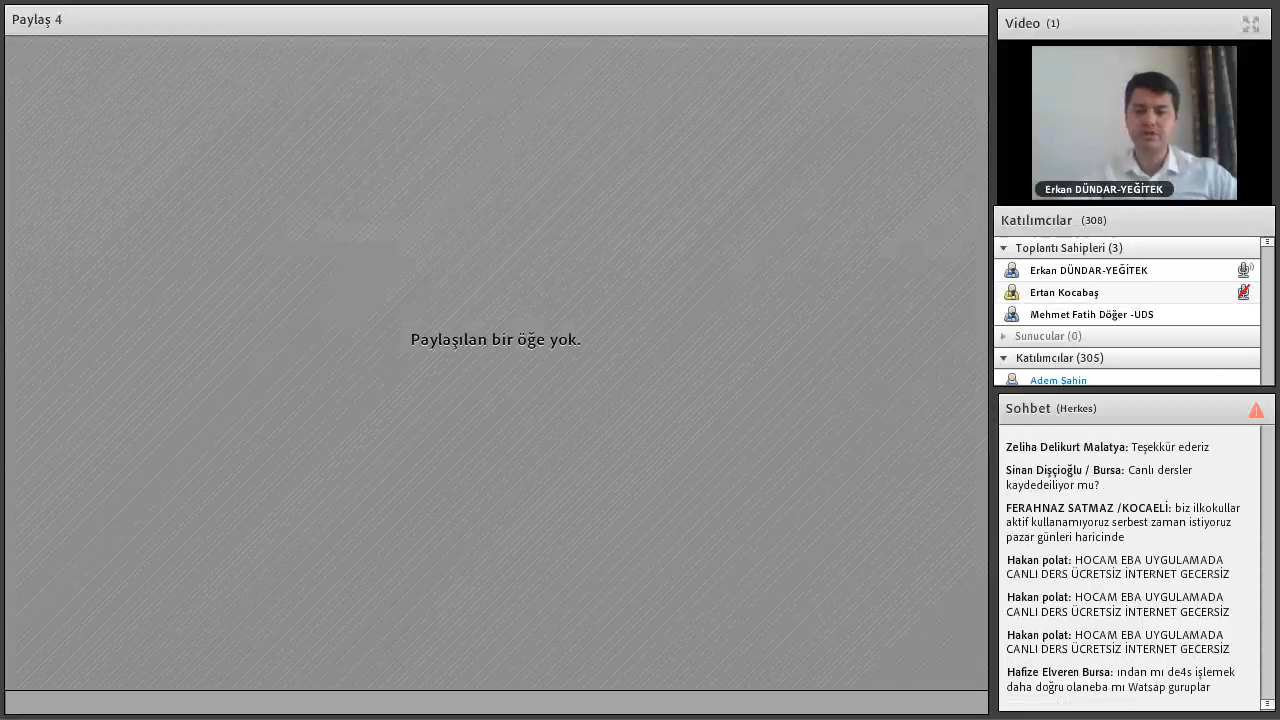 Paylaş 4
Paylaşılan bir öğe yok.
Video (1)
Erkan DÜNDAR-YEĞİTEK
Katılımcılar (308)
Toplantı Sahipleri (3)
Erkan DÜNDAR-YEĞİTEK
Ertan Kocabaş
Mehmet Fatih Döğer -UDS
Sunucular (0)
Katılımcılar (305)
Adem Sahin
Sohbet (Herkes)
Zeliha Delikurt Malatya: Teşekkür ederiz
Sinan Dişçioğlu / Bursa: Canlı dersler
kaydedeiliyor mu?
FERAHNAZ SATMAZ /KOCAELİ: biz ilkokullar
aktif kullanamıyoruz serbest zaman istiyoruz
pazar günleri haricinde
Hakan polat: HOCAM EBA UYGULAMADA
CANLI DERS ÜCRETSİZ İNTERNET GECERSİZ
Hakan polat: HOCAM EBA UYGULAMADA
CANLI DERS ÜCRETSİZ İNTERNET GECERSİZ
Hakan polat: HOCAM EBA UYGULAMADA
CANLI DERS ÜCRETSİZ İNTERNET GECERSİZ
Hafize Elveren Bursa: ından mı de4s işlemek
daha doğru olaneba mı Watsap guruplar